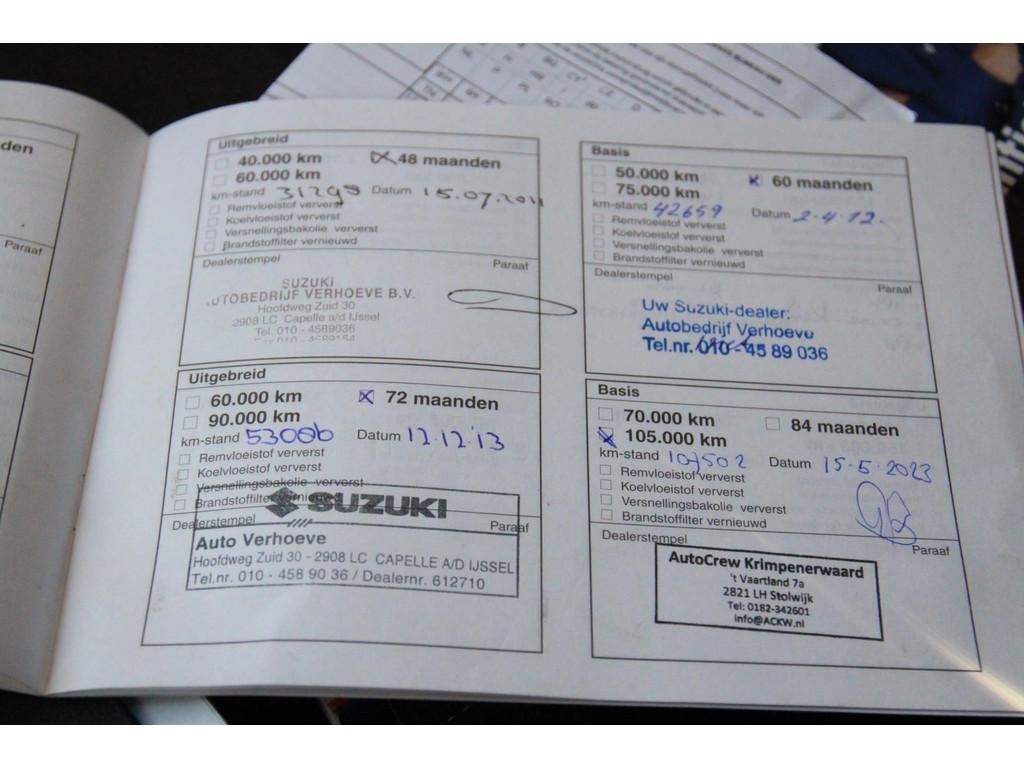 den
Paraaf
Uitgebreid
40.000 km 48 maanden
60.000 km
km-stand 31298 Datum 15.07.2011
Remvloeistof ververst
Koelvloeistof ververst
Versnellingsbakolie ververst
Brandstoffilter vernieuwd
Dealerstempel Paraaf
SUZUKI
AUTOBEDRIJF VERHOEVE B.V.
Hoofdweg Zuid 30
2908 LC Capelle a/d IJssel
Tel. 010 - 4589036
Fax 010 - 4589154
Basis
50.000 km 60 maanden
75.000 km
km-stand 42659 Datum 2-4-12.
Remvloeistof ververst
Koelvloeistof ververst
Versnellingsbakolie ververst
Brandstoffilter vernieuwd
Dealerstempel
Paraaf
Uw Suzuki-dealer:
Autobedrijf Verhoeve
Tel.nr. 010 - 45 89 036
Uitgebreid
60.000 km 72 maanden
90.000 km
km-stand 53006 Datum 12.12.13
Remvloeistof ververst
Koelvloeistof ververst
Versnellingsbakolie ververst
Brandstoffilter vernieuwd
SUZUKI
Dealerstempel Paraaf
Auto Verhoeve
Hoofdweg Zuid 30 - 2908 LC CAPELLE A/D IJSSEL
Tel.nr. 010 - 458 90 36 / Dealernr. 612710
Basis
70.000 km 84 maanden
105.000 km
km-stand 107502 Datum 15-5-2023
Remvloeistof ververst
Koelvloeistof ververst
Versnellingsbakolie ververst
Brandstoffilter vernieuwd
Dealerstempel Paraaf
AutoCrew Krimpenerwaard
't Vaartland 7a
2821 LH Stolwijk
Tel: 0182-342601
info@ACKW.nl